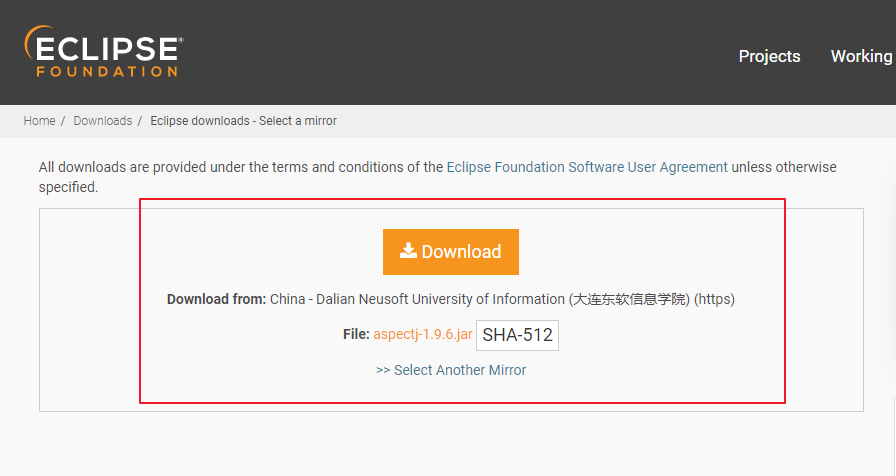 ECLIPSE®
FOUNDATION
Projects Working
Home / Downloads / Eclipse downloads - Select a mirror
All downloads are provided under the terms and conditions of the Eclipse Foundation Software User Agreement unless otherwise
specified.
Download
Download from: China - Dalian Neusoft University of Information (大连东软信息学院) (https)
File: aspectj-1.9.6.jar SHA-512
>> Select Another Mirror